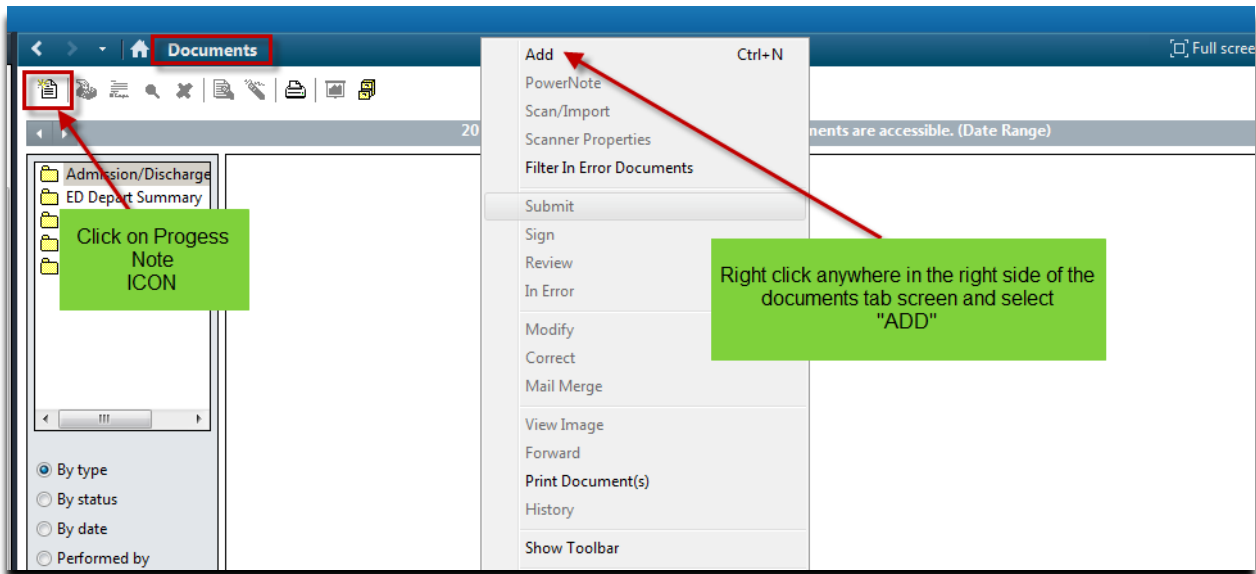 Documents
Full scree
20
ments are accessible. (Date Range)
Admission/Discharge
ED Depart Summary
Click on Progess
Note
ICON
By type
By status
By date
Performed by
Add Ctrl+N
PowerNote
Scan/Import
Scanner Properties
Filter In Error Documents
Submit
Sign
Review
In Error
Modify
Correct
Mail Merge
View Image
Forward
Print Document(s)
History
Show Toolbar
Right click anywhere in the right side of the
documents tab screen and select
"ADD"